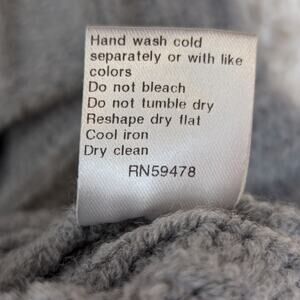 Hand wash cold
separately or with like
colors
Do not bleach
Do not tumble dry
Reshape dry flat
Cool iron
Dry clean
RN59478